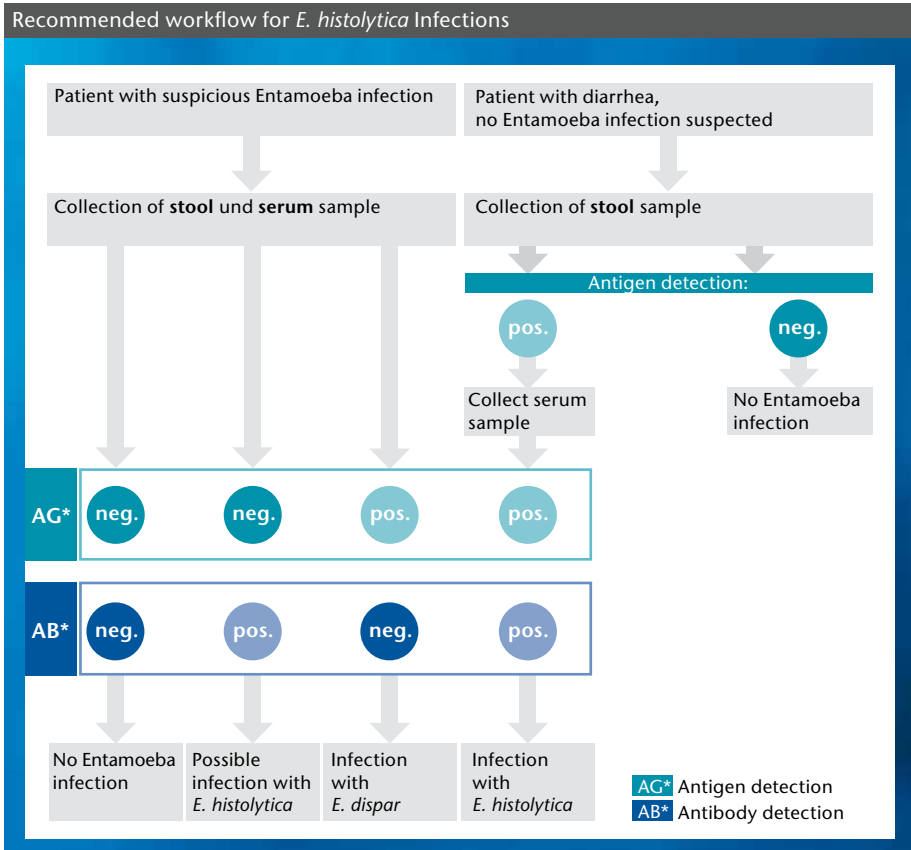 Recommended workflow for E. histolytica Infections
Patient with suspicious Entamoeba infection
Patient with diarrhea,
no Entamoeba infection suspected
Collection of stool und serum sample
Collection of stool sample
Antigen detection:
pos.
neg.
Collect serum
sample
No Entamoeba
infection
AG*
neg.
neg.
pos.
pos.
AB*
neg.
pos.
neg.
pos.
No Entamoeba
infection
Possible
infection with
E. histolytica
Infection
with
E. dispar
Infection
with
E. histolytica
AG* Antigen detection
AB* Antibody detection